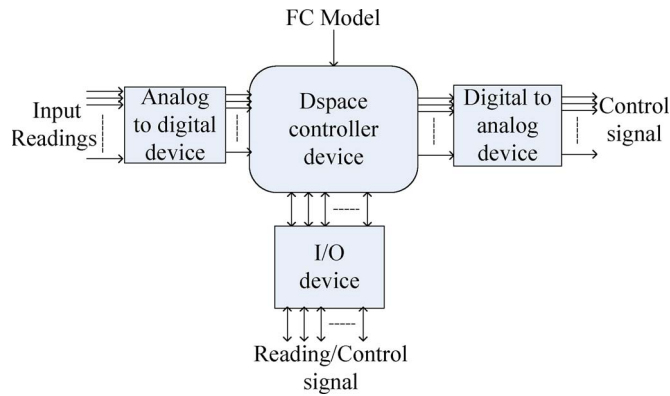 FC Model
Input
Readings
Analog
to digital
device
Dspace
controller
device
Digital to
analog
device
Control
signal
I/O
device
Reading/Control
signal